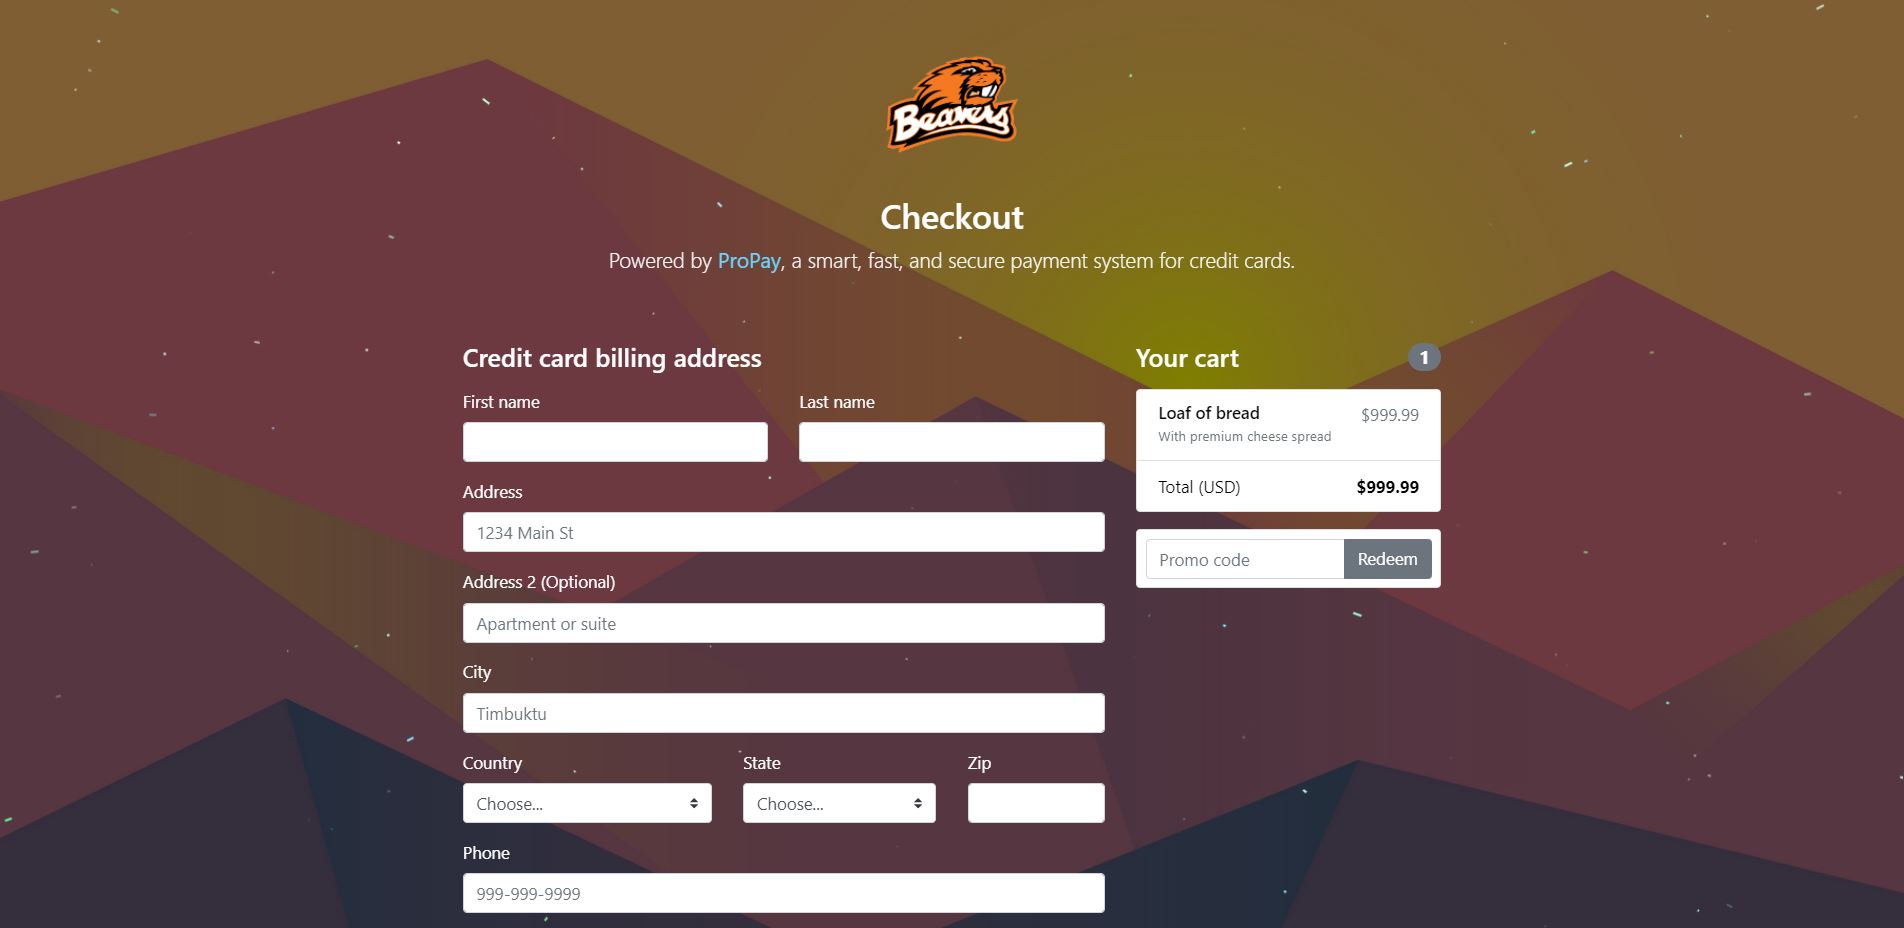 Beavers
Checkout
Powered by ProPay, a smart, fast, and secure payment system for credit cards.
Credit card billing address
First name
Last name
Address
1234 Main St
Address 2 (Optional)
Apartment or suite
City
Timbuktu
Country
State
Zip
Choose...
Choose...
Phone
999-999-9999
Your cart
1
Loaf of bread
$999.99
With premium cheese spread
Total (USD)
$999.99
Promo code
Redeem